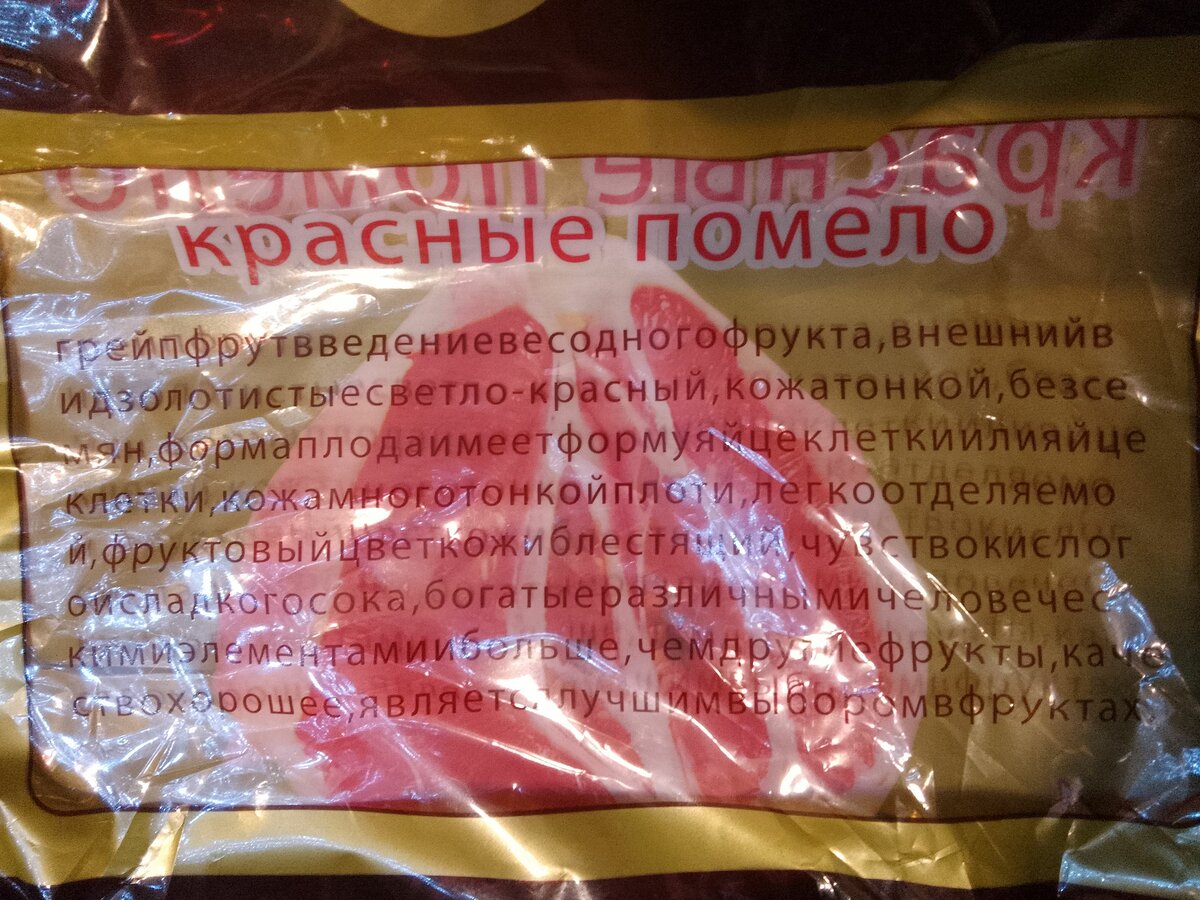 красные помело
красные помело
грейпфрутвведениевесодногофрукта,внешнийв
идзолотистыесветло-красный,кожатонкой,безсе
мян,формаплодаимеетформуяйцеклеткиилияйце
клетки,кожамноготонкойплоти,легкоотделяемо
й,фруктовыйцветкожиблестящий,чувствокислог
оисладкогосока,богатыеразличнымичеловечес
кимиэлементамиибольше,чемдругиефрукты,каче
ствохорошее,являетсялучшимвыборомвфруктах.